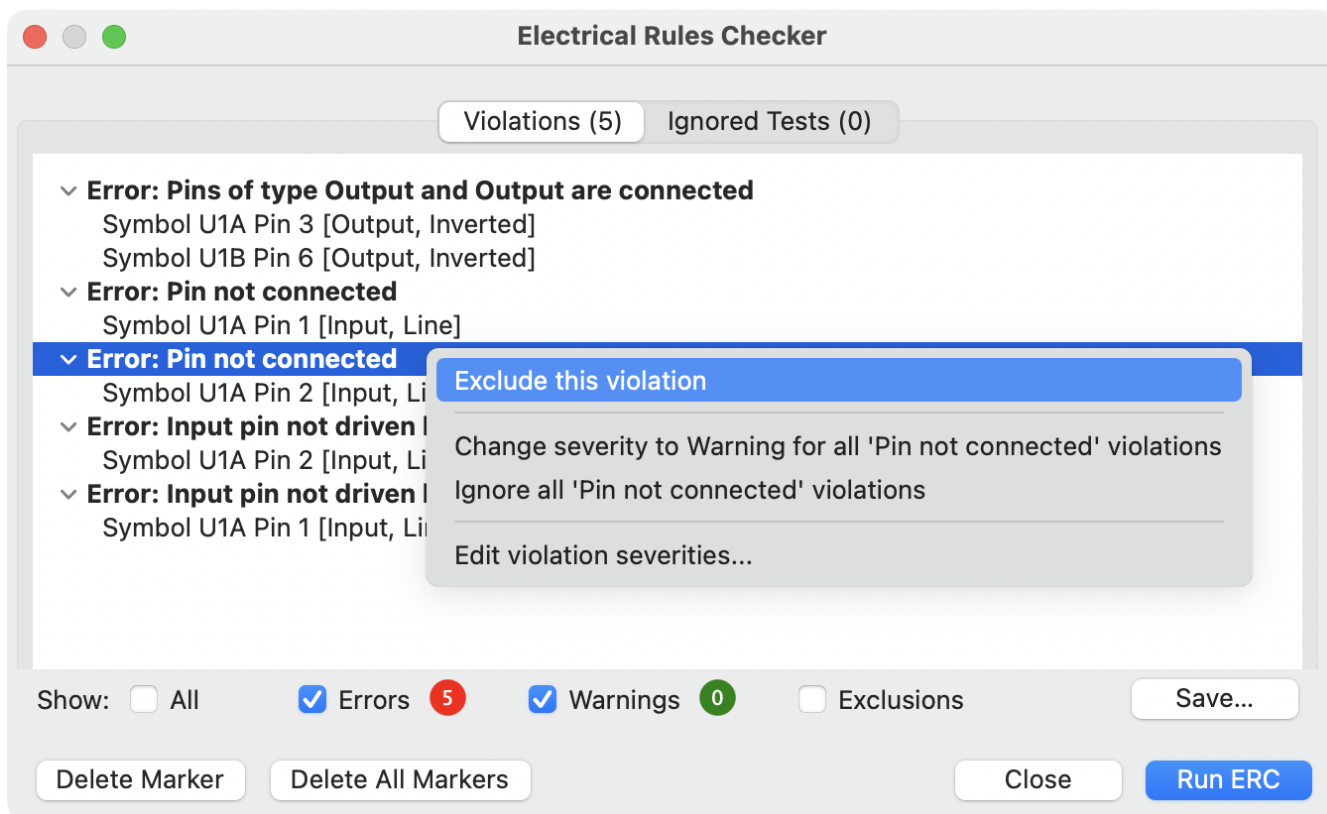 Electrical Rules Checker
Violations (5) Ignored Tests (0)
Error: Pins of type Output and Output are connected
Symbol U1A Pin 3 [Output, Inverted]
Symbol U1B Pin 6 [Output, Inverted]
Error: Pin not connected
Symbol U1A Pin 1 [Input, Line]
Error: Pin not connected
Symbol U1A Pin 2 [Input,
Error: Input pin not driven
Symbol U1A Pin 2 [Input,
Error: Input pin not driven
Symbol U1A Pin 1 [Input,
Exclude this violation
Change severity to Warning for all 'Pin not connected' violations
Ignore all 'Pin not connected' violations
Edit violation severities...
Show: All Errors 5 Warnings 0 Exclusions Save...
Delete Marker Delete All Markers Close Run ERC